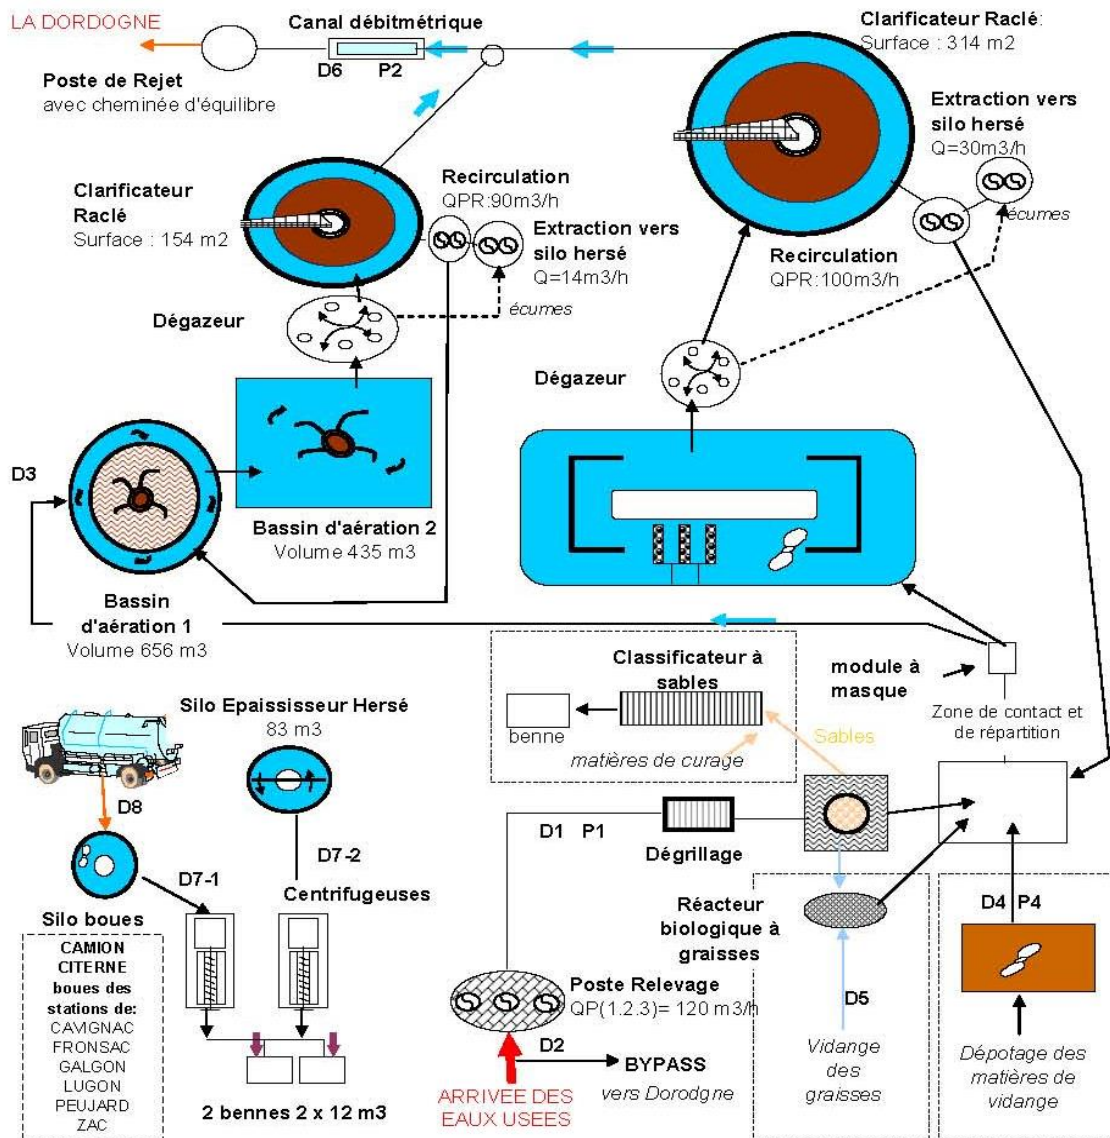 LA DORDOGNE
Canal débitmétrique
D6 P2
Poste de Rejet
avec cheminée d'équilibre
Clarificateur Raclé:
Surface : 314 m2
Extraction vers
silo hersé
Q=30m3/h
écumes
Recirculation
QPR:100m3/h
Clarificateur
Raclé
Surface : 154 m2
Recirculation
QPR:90m3/h
Extraction vers
silo hersé
Q=14m3/h
écumes
Dégazeur
Dégazeur
D3
Bassin d'aération 2
Volume 435 m3
Bassin
d'aération 1
Volume 656 m3
module à
masque
Zone de contact et
de répartition
Classificateur à
sables
benne
matières de curage
Sables
Silo Epaississeur Hersé
83 m3
D8
D7-1
D7-2
Centrifugeuses
Silo boues
CAMION
CITERNE
boues des
stations de:
CAVIGNAC
FRONSAC
GALGON
LUGON
PEUJARD
ZAC
2 bennes 2 x 12 m3
D1 P1
Dégrillage
Réacteur
biologique à
graisses
Poste Relevage
QP(1.2.3)= 120 m3/h
D2
BYPASS
vers Dorodgne
ARRIVEE DES
EAUX USEES
D5
Vidange
des
graisses
D4 P4
Dépotage des
matières de
vidange